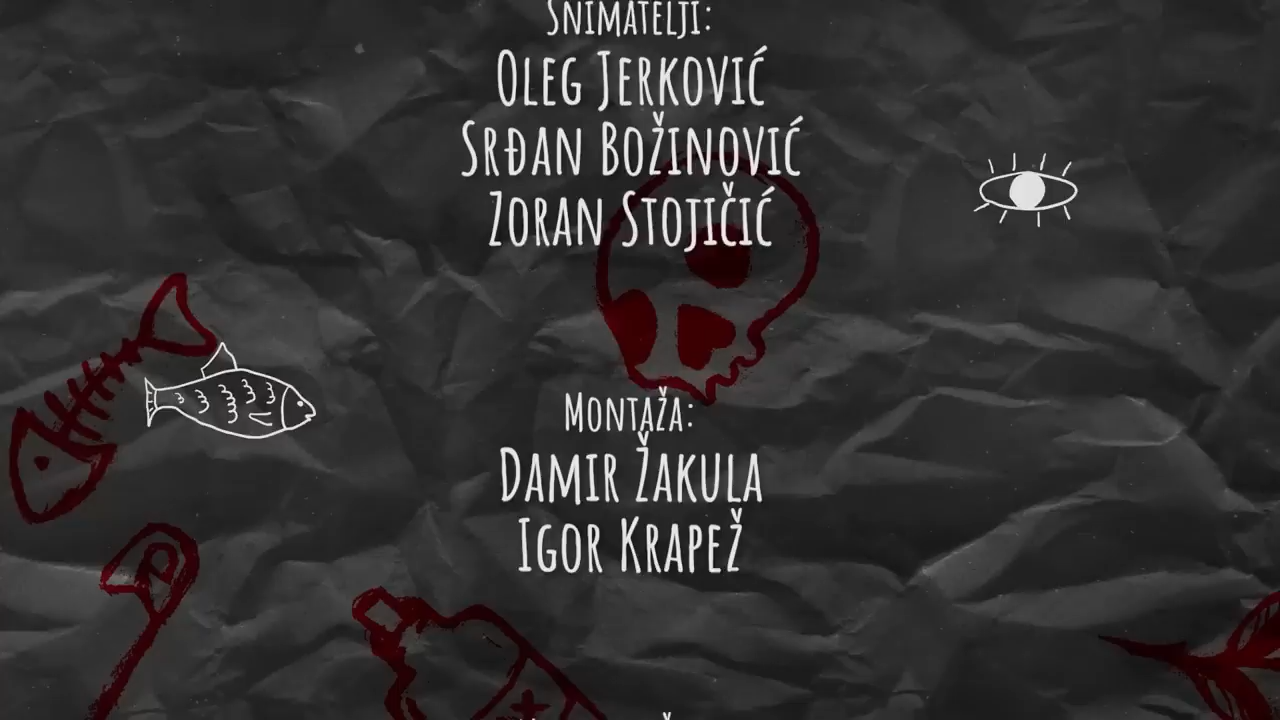 SNIMATELJI:
OLEG JERKOVIĆ
SRĐAN BOŽINOVIĆ
ZORAN STOJIČIĆ
MONTAŽA:
DAMIR ŽAKULA
IGOR KRAPEŽ